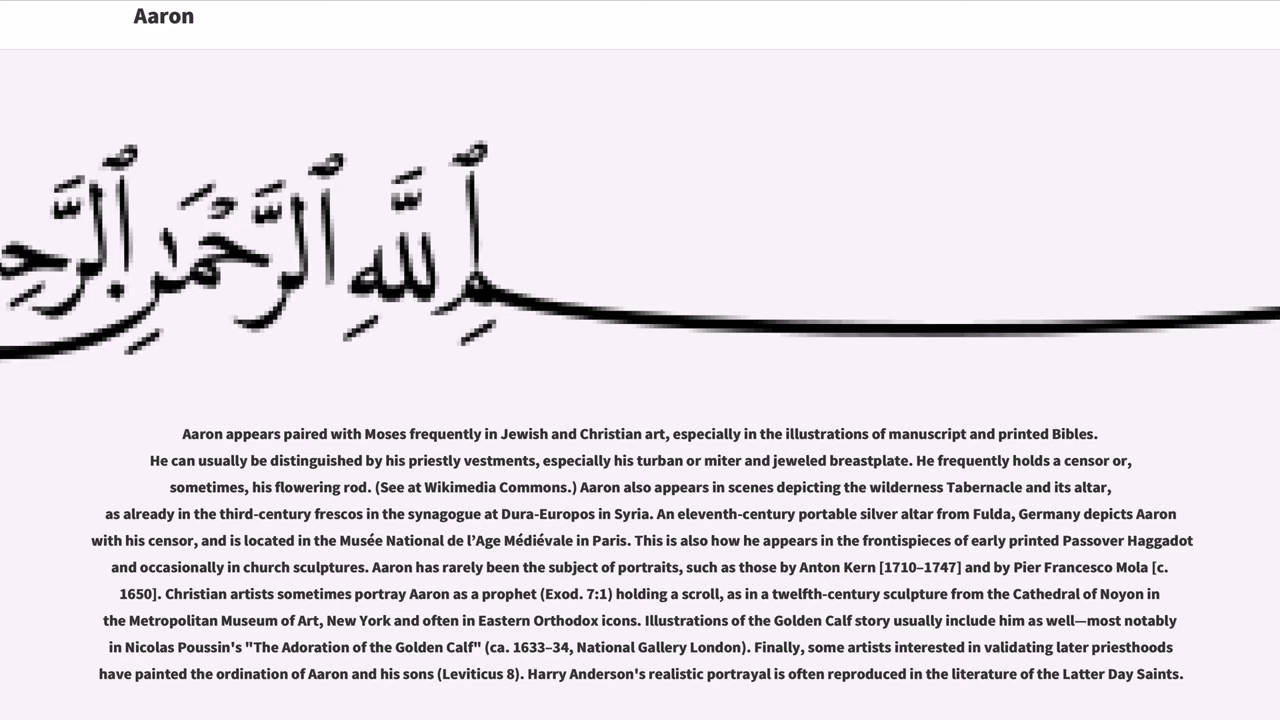 Aaron
ٱلرَّحْمَٰنِ ٱللَّهِ
Aaron appears paired with Moses frequently in Jewish and Christian art, especially in the illustrations of manuscript and printed Bibles.
He can usually be distinguished by his priestly vestments, especially his turban or miter and jeweled breastplate. He frequently holds a censor or,
sometimes, his flowering rod. (See at Wikimedia Commons.) Aaron also appears in scenes depicting the wilderness Tabernacle and its altar,
as already in the third-century frescos in the synagogue at Dura-Europos in Syria. An eleventh-century portable silver altar from Fulda, Germany depicts Aaron
with his censor, and is located in the Musée National de l’Age Médiévale in Paris. This is also how he appears in the frontispieces of early printed Passover Haggadot
and occasionally in church sculptures. Aaron has rarely been the subject of portraits, such as those by Anton Kern [1710–1747] and by Pier Francesco Mola [c.
1650]. Christian artists sometimes portray Aaron as a prophet (Exod. 7:1) holding a scroll, as in a twelfth-century sculpture from the Cathedral of Noyon in
the Metropolitan Museum of Art, New York and often in Eastern Orthodox icons. Illustrations of the Golden Calf story usually include him as well—most notably
in Nicolas Poussin's "The Adoration of the Golden Calf" (ca. 1633–34, National Gallery London). Finally, some artists interested in validating later priesthoods
have painted the ordination of Aaron and his sons (Leviticus 8). Harry Anderson's realistic portrayal is often reproduced in the literature of the Latter Day Saints.